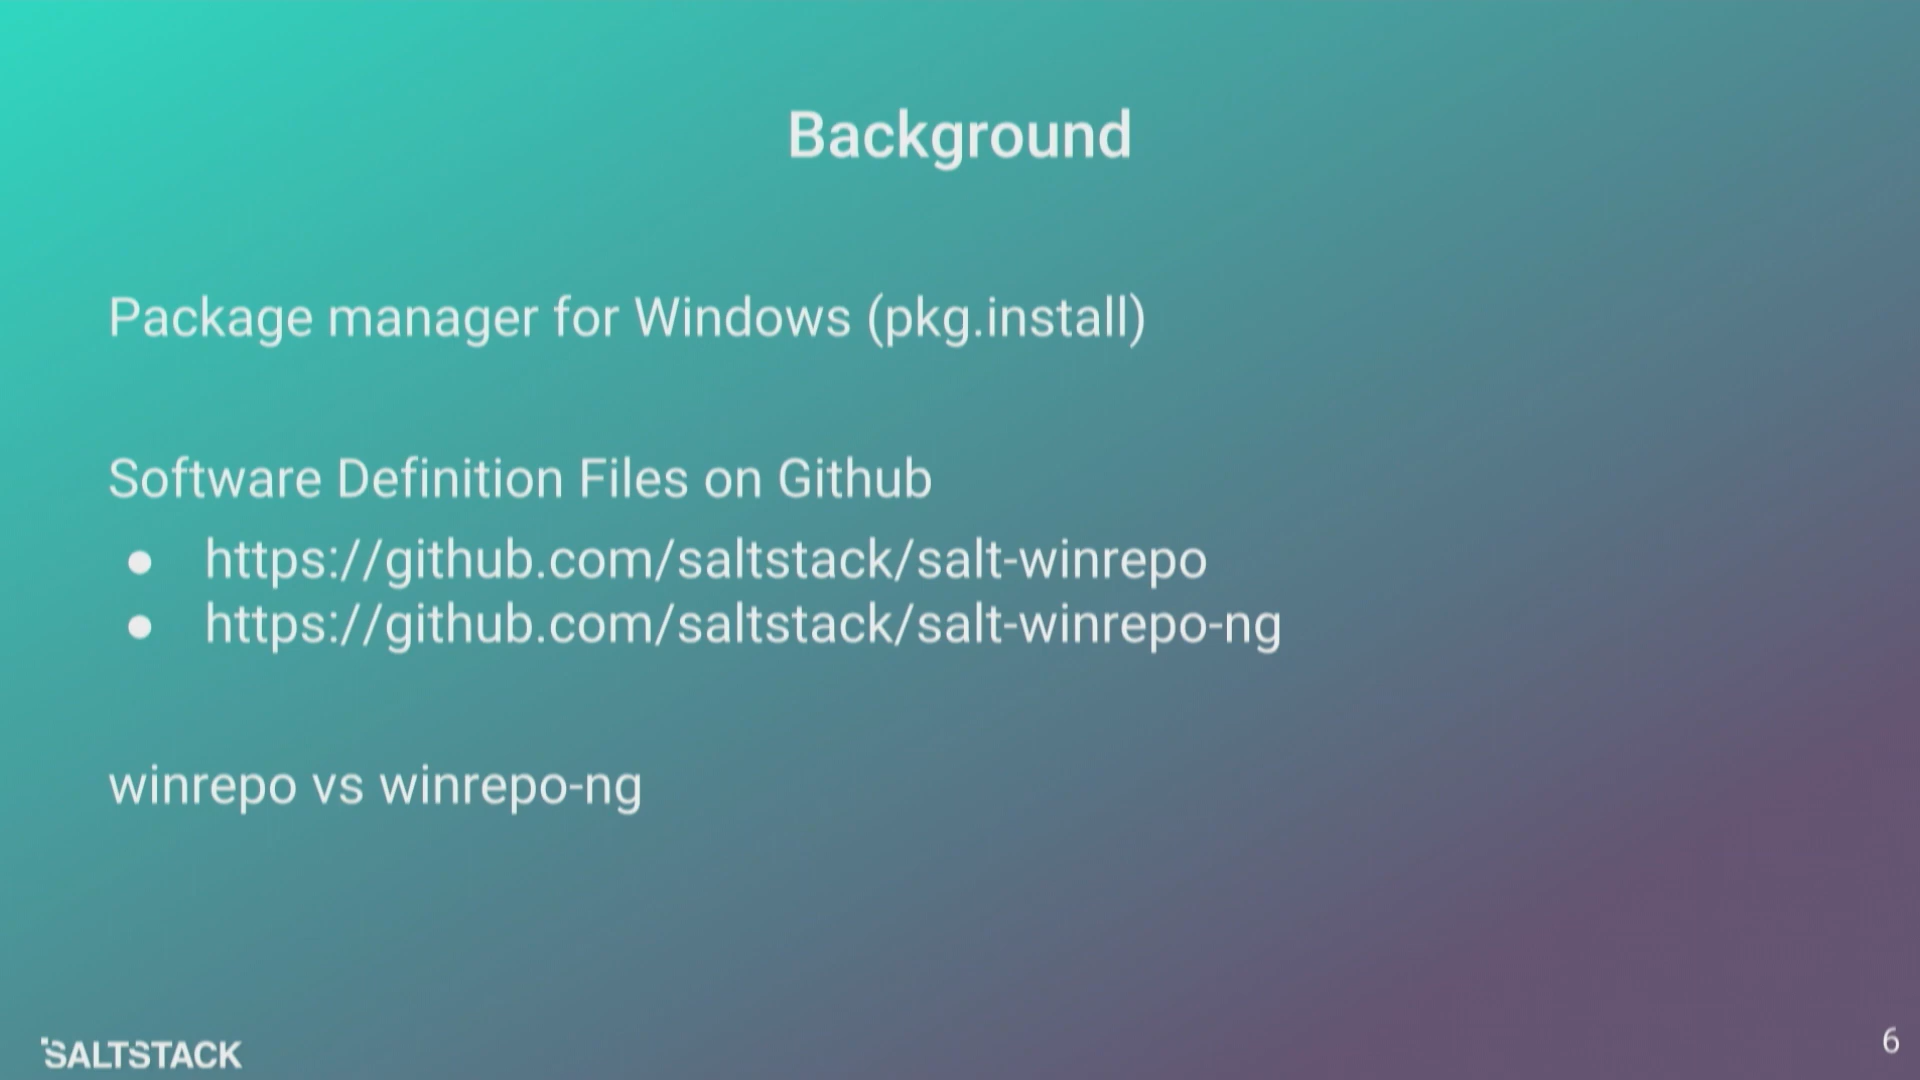 Background
Package manager for Windows (pkg.install)
Software Definition Files on Github
● https://github.com/saltstack/salt-winrepo
● https://github.com/saltstack/salt-winrepo-ng
winrepo vs winrepo-ng
SALTSTACK
6